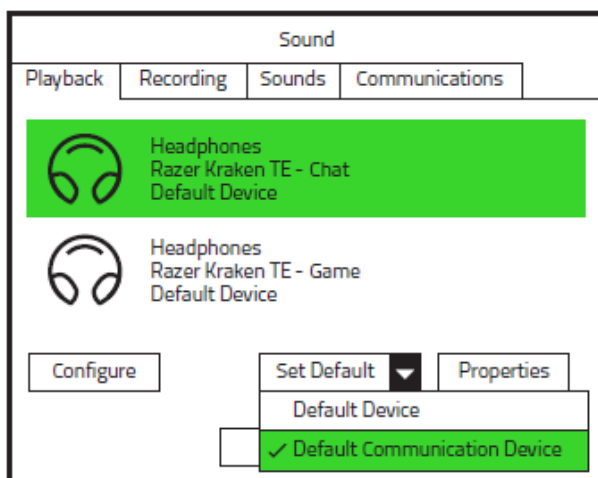 Sound
Playback Recording Sounds Communications
Headphones
Razer Kraken TE - Chat
Default Device
Headphones
Razer Kraken TE - Game
Default Device
Configure Set Default Properties
Default Device
✓ Default Communication Device